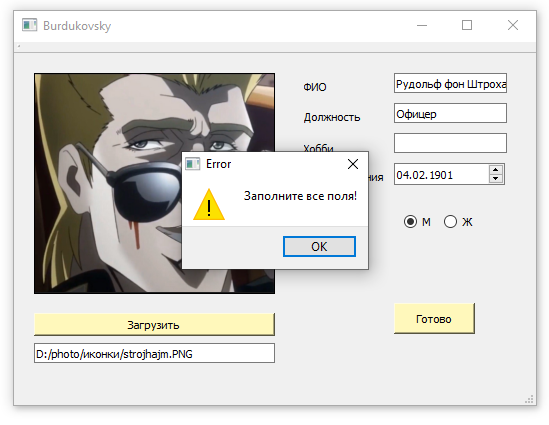 Burdukovsky
ФИО
Рудольф фон Штроха
Должность
Офицер
Хобби
Error
Заполните все поля!
OK
04.02.1901
М
Ж
Готово
Загрузить
D:/photo/иконки/strojhajm.PNG